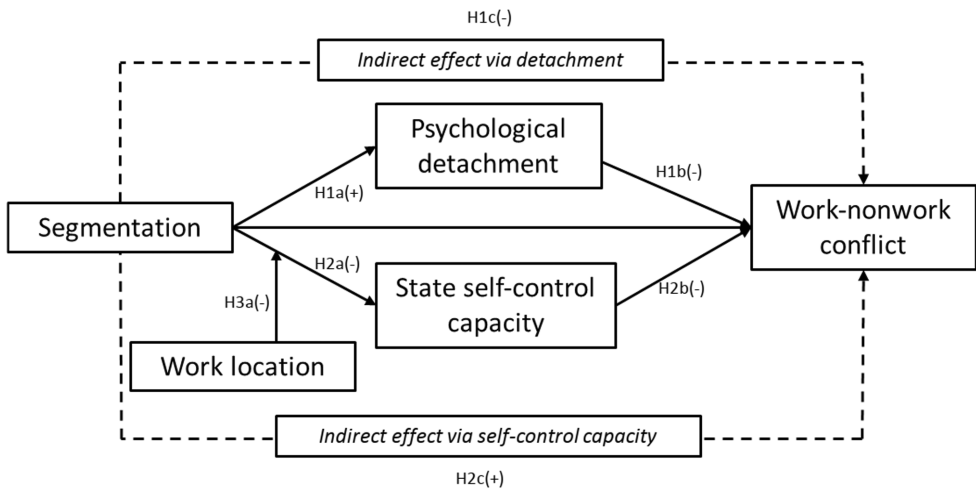 H1c(-)
Indirect effect via detachment
Psychological
detachment
H1a(+)
H1b(-)
Segmentation
Work-nonwork
conflict
H2a(-)
State self-control
capacity
H2b(-)
H3a(-)
Work location
Indirect effect via self-control capacity
H2c(+)